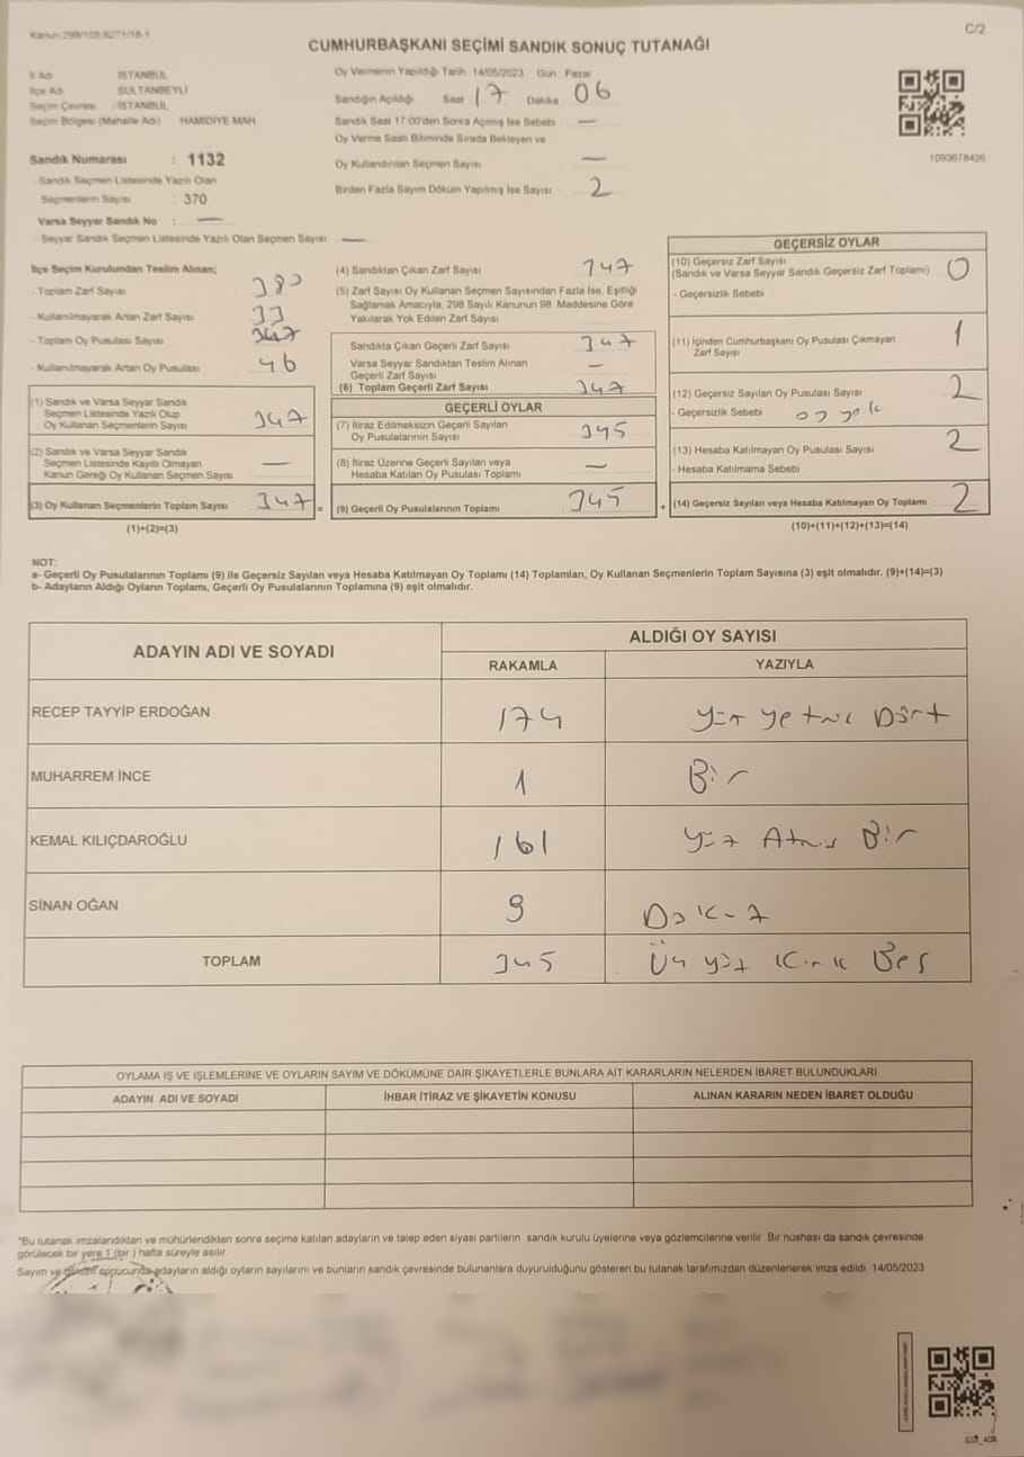 Kanun:298/105,6271/18-1
C/2
CUMHURBAŞKANI SEÇİMİ SANDIK SONUÇ TUTANAĞI
İl Adı : İSTANBUL
İlçe Adı : SULTANBEYLİ
Seçim Çevresi : İSTANBUL
Seçim Bölgesi (Mahalle Adı) : HAMİDİYE MAH.
Sandık Numarası : 1132
Sandık Seçmen Listesinde Yazılı Olan
Seçmenlerin Sayısı : 370
Varsa Seyyar Sandık No : —
Seyyar Sandık Seçmen Listesinde Yazılı Olan Seçmen Sayısı —
Oy Vermenin Yapıldığı Tarih: 14/05/2023 Gün : Pazar
Sandığın Açıldığı Saat 17 Dakika 06
Sandık Saat 17:00'den Sonra Açılmış İse Sebebi —
Oy Verme Saati Bitiminde Sırada Bekleyen ve
Oy Kullandırılan Seçmen Sayısı —
Birden Fazla Sayım Döküm Yapılmış İse Sayısı 2
1093678426
İlçe Seçim Kurulundan Teslim Alınan;
- Toplam Zarf Sayısı 380
- Kullanılmayarak Artan Zarf Sayısı 33
- Toplam Oy Pusulası Sayısı
- Kullanılmayarak Artan Oy Pusulası 46
(1) Sandık ve Varsa Seyyar Sandık
Seçmen Listesinde Yazılı Olup
Oy Kullanan Seçmenlerin Sayısı 347
(2) Sandık ve Varsa Seyyar Sandık
Seçmen Listesinde Kayıtlı Olmayan
Kanun Gereği Oy Kullanan Seçmen Sayısı —
(3) Oy Kullanan Seçmenlerin Toplam Sayısı 347 =
(1)+(2)=(3)
(4) Sandıktan Çıkan Zarf Sayısı 347
(5) Zarf Sayısı Oy Kullanan Seçmen Sayısından Fazla İse, Eşitliği
Sağlamak Amacıyla, 298 Sayılı Kanunun 98. Maddesine Göre
Yakılarak Yok Edilen Zarf Sayısı —
Sandıkta Çıkan Geçerli Zarf Sayısı 347
Varsa Seyyar Sandıktan Teslim Alınan
Geçerli Zarf Sayısı —
(6) Toplam Geçerli Zarf Sayısı 347
GEÇERLİ OYLAR
(7) İtiraz Edilmeksizin Geçerli Sayılan
Oy Pusulalarının Sayısı 345
(8) İtiraz Üzerine Geçerli Sayılan veya
Hesaba Katılan Oy Pusulası Toplamı —
(9) Geçerli Oy Pusulalarının Toplamı 345 +
GEÇERSİZ OYLAR
(10) Geçersiz Zarf Sayısı
(Sandık ve Varsa Seyyar Sandık Geçersiz Zarf Toplamı) 0
- Geçersizlik Sebebi
(11) İçinden Cumhurbaşkanı Oy Pusulası Çıkmayan
Zarf Sayısı 1
(12) Geçersiz Sayılan Oy Pusulası Sayısı 2
- Geçersizlik Sebebi
(13) Hesaba Katılmayan Oy Pusulası Sayısı 2
- Hesaba Katılmama Sebebi
(14) Geçersiz Sayılan veya Hesaba Katılmayan Oy Toplamı 2
(10)+(11)+(12)+(13)=(14)
NOT:
a- Geçerli Oy Pusulalarının Toplamı (9) ile Geçersiz Sayılan veya Hesaba Katılmayan Oy Toplamı (14) Toplamları, Oy Kullanan Seçmenlerin Toplam Sayısına (3) eşit olmalıdır. (9)+(14)=(3)
b- Adayların Aldığı Oyların Toplamı, Geçerli Oy Pusulalarının Toplamına (9) eşit olmalıdır.
ADAYIN ADI VE SOYADI
ALDIĞI OY SAYISI
RAKAMLA YAZIYLA
RECEP TAYYİP ERDOĞAN 174 Yüz yetmiş Dört
MUHARREM İNCE 1 Bir
KEMAL KILIÇDAROĞLU 161 Yüz Atmış Bir
SİNAN OĞAN 9 Dokuz
TOPLAM 345 Üç yüz Kırk Beş
OYLAMA İŞ VE İŞLEMLERİNE VE OYLARIN SAYIM VE DÖKÜMÜNE DAİR ŞİKAYETLERLE BUNLARA AİT KARARLARIN NELERDEN İBARET BULUNDUKLARI
ADAYIN ADI VE SOYADI İHBAR İTİRAZ VE ŞİKAYETİN KONUSU ALINAN KARARIN NEDEN İBARET OLDUĞU
"Bu tutanak imzalandıktan ve mühürlendikten sonra seçime katılan adayların ve talep eden siyasi partilerin sandık kurulu üyelerine veya gözlemcilerine verilir. Bir nüshası da sandık çevresinde
görülecek bir yere 1 (bir) hafta süreyle asılır.
Sayım ve döküm sonucunda adayların aldığı oyların sayılarını ve bunların sandık çevresinde bulunanlara duyurulduğunu gösteren bu tutanak tarafımızdan düzenlenerek imza edildi. 14/05/2023